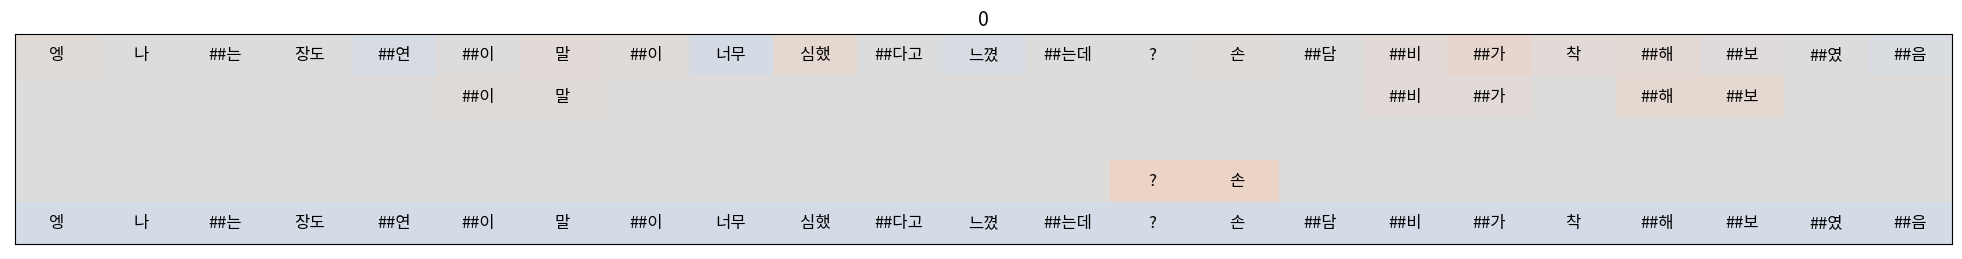 0
엥 나 ##는 장도 ##연 ##이 말 ##이 너무 심했 ##다고 느꼈 ##는데 ? 손 ##담 ##비 ##가 착 ##해 ##보 ##였 ##음
##이 말 ##비 ##가 ##해 ##보
? 손
엥 나 ##는 장도 ##연 ##이 말 ##이 너무 심했 ##다고 느꼈 ##는데 ? 손 ##담 ##비 ##가 착 ##해 ##보 ##였 ##음